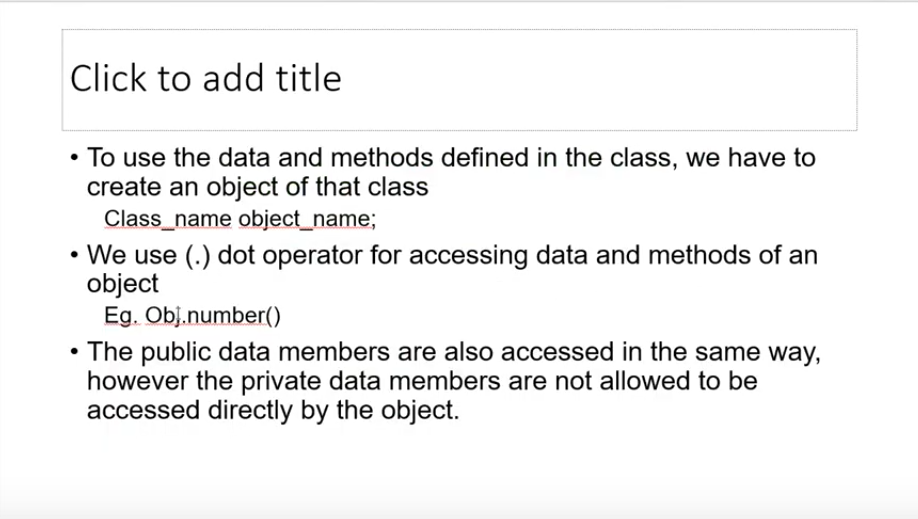 Click to add title
• To use the data and methods defined in the class, we have to
create an object of that class
Class_name object_name;
• We use (.) dot operator for accessing data and methods of an
object
Eg. Obj.number()
• The public data members are also accessed in the same way,
however the private data members are not allowed to be
accessed directly by the object.